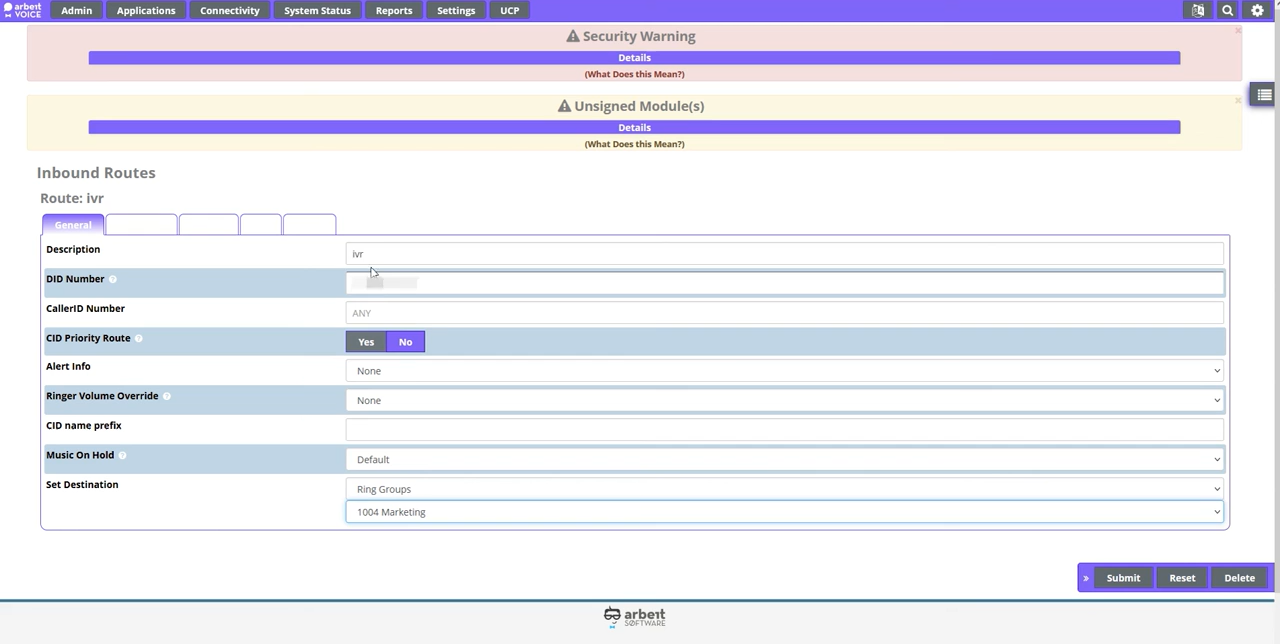 arbeit
VOICE
Admin Applications Connectivity System Status Reports Settings UCP
Security Warning
Details
(What Does this Mean?)
Unsigned Module(s)
Details
(What Does this Mean?)
Inbound Routes
Route: ivr
General
Description ivr
DID Number
CallerID Number ANY
CID Priority Route Yes No
Alert Info None
Ringer Volume Override None
CID name prefix
Music On Hold Default
Set Destination Ring Groups
1004 Marketing
» Submit Reset Delete
arbeit
SOFTWARE